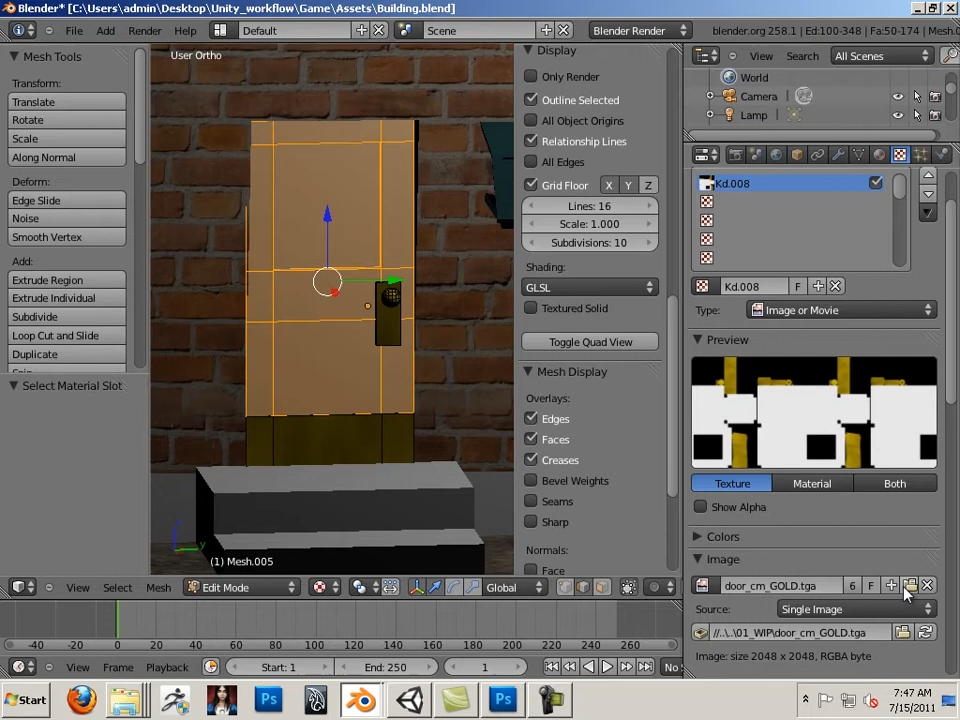 Blender* [C:\Users\admin\Desktop\Unity_workflow\Game\Assets\Building.blend]
File Add Render Help Default Scene Blender Render blender.org 258.1 | Ed:100-348 | Fa:50-174 | Mesh.0
Mesh Tools
Transform:
Translate
Rotate
Scale
Along Normal
Deform:
Edge Slide
Noise
Smooth Vertex
Add:
Extrude Region
Extrude Individual
Subdivide
Loop Cut and Slide
Duplicate
Select Material Slot
User Ortho
(1) Mesh.005
Display
Only Render
Outline Selected
All Object Origins
Relationship Lines
All Edges
Grid Floor X Y Z
Lines: 16
Scale: 1.000
Subdivisions: 10
Shading:
GLSL
Textured Solid
Toggle Quad View
Mesh Display
Overlays:
Edges
Faces
Creases
Bevel Weights
Seams
Sharp
Normals:
Face
View Search All Scenes
World
Camera
Lamp
Kd.008
Kd.008 F
Type: Image or Movie
Preview
Texture Material Both
Show Alpha
Colors
Image
door_cm_GOLD.tga 6 F
Source: Single Image
//..\..\01_WIP\door_cm_GOLD.tga
Image: size 2048 x 2048, RGBA byte
View Select Mesh Edit Mode Global
-40 -20 0 20 40 60 80 100 120 140 160 180 200 220 240 260
View Frame Playback Start: 1 End: 250 1 No
Start
7:47 AM
7/15/2011